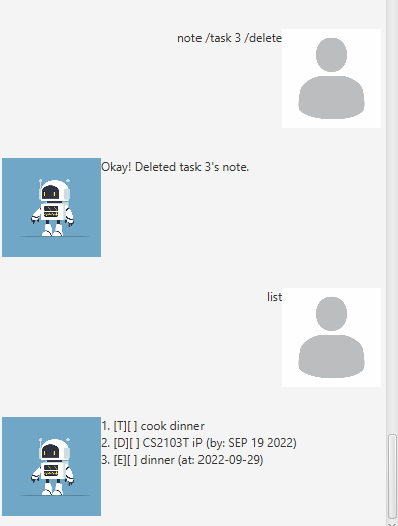 note /task 3 /delete
Okay! Deleted task 3's note.
list
1. [T][ ] cook dinner
2. [D][ ] CS2103T iP (by: SEP 19 2022)
3. [E][ ] dinner (at: 2022-09-29)